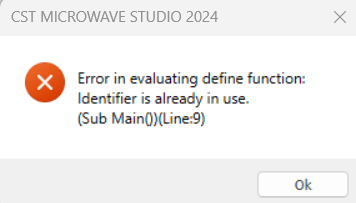 CST MICROWAVE STUDIO 2024
Error in evaluating define function:
Identifier is already in use.
(Sub Main())(Line:9)
Ok